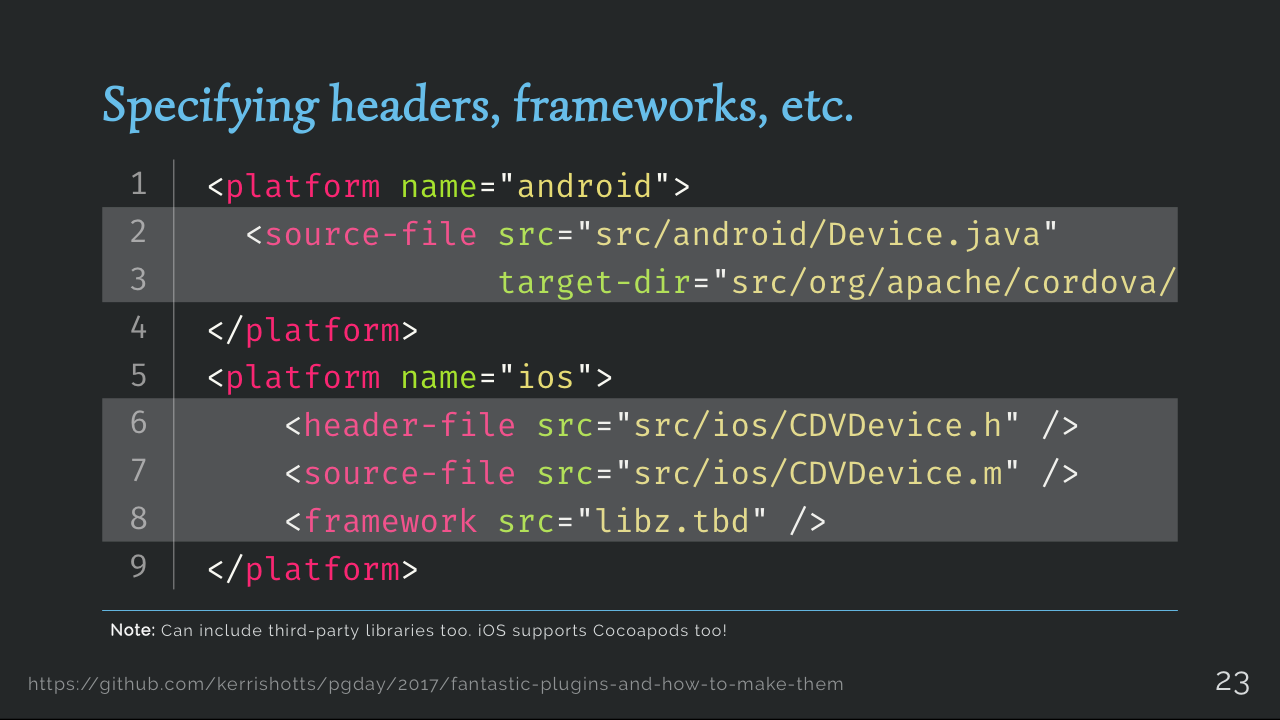 Specifying headers, frameworks, etc.
1 <platform name="android">
2   <source-file src="src/android/Device.java"
3                target-dir="src/org/apache/cordova/
4 </platform>
5 <platform name="ios">
6     <header-file src="src/ios/CDVDevice.h" />
7     <source-file src="src/ios/CDVDevice.m" />
8     <framework src="libz.tbd" />
9 </platform>
Note: Can include third-party libraries too. iOS supports Cocoapods too!
https://github.com/kerrishotts/pgday/2017/fantastic-plugins-and-how-to-make-them
23